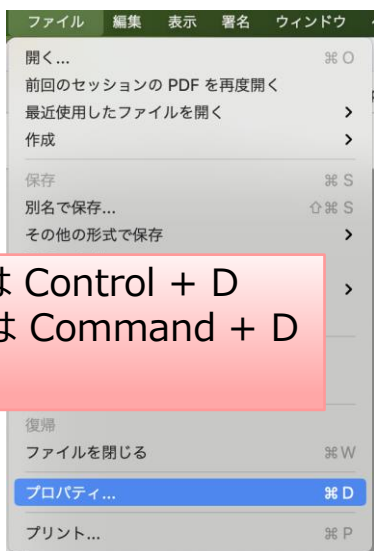 ファイル 編集 表示 署名 ウィンドウ
開く... ⌘ O
前回のセッションの PDF を再度開く
最近使用したファイルを開く >
作成 >
保存 ⌘ S
別名で保存... ⇧⌘ S
その他の形式で保存 >
は Control + D
>
は Command + D
復帰
ファイルを閉じる ⌘ W
プロパティ... ⌘ D
プリント... ⌘ P